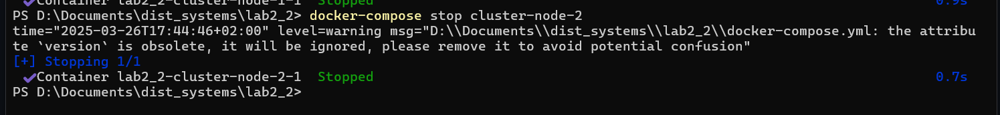 Container lab2_2-cluster-node-1-1 Stopped 0.9s
PS D:\Documents\dist_systems\lab2_2> docker-compose stop cluster-node-2
time="2025-03-26T17:44:46+02:00" level=warning msg="D:\\Documents\\dist_systems\\lab2_2\\docker-compose.yml: the attribu
te `version` is obsolete, it will be ignored, please remove it to avoid potential confusion"
[+] Stopping 1/1
✔Container lab2_2-cluster-node-2-1 Stopped 0.7s
PS D:\Documents\dist_systems\lab2_2>